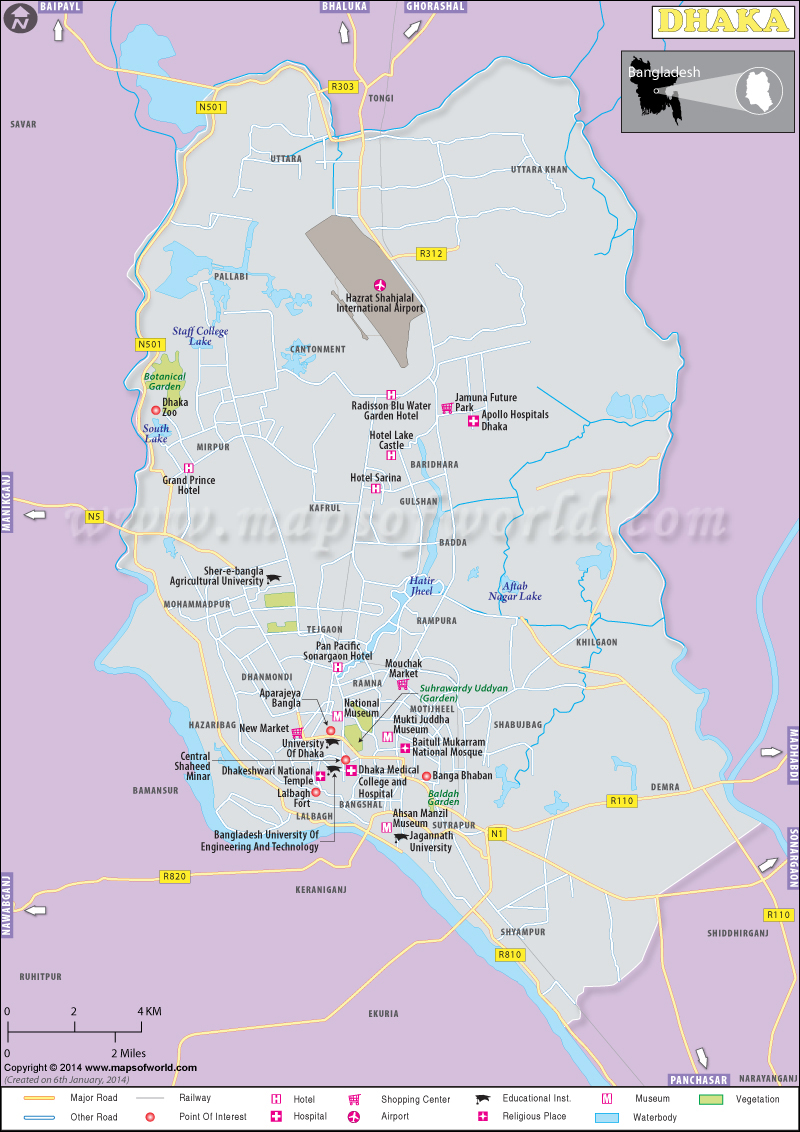 N
BAIPAYL
BHALUKA
GHORASHAL
DHAKA
Bangladesh
R303
N501
TONGI
SAVAR
UTTARA
UTTARA KHAN
R312
PALLABI
Hazrat Shahjalal
International Airport
Staff College
Lake
N501
CANTONMENT
Botanical
Garden
Dhaka
Zoo
Radisson Blu Water
Garden Hotel
Jamuna Future
Park
Apollo Hospitals
Dhaka
South
Lake
Hotel Lake
Castle
MIRPUR
BARIDHARA
Grand Prince
Hotel
Hotel Sarina
GULSHAN
KAFRUL
MANIKGANJ
N5
www.mapsofworld.com
BADDA
Sher-e-bangla
Agricultural University
Hatir
Jheel
Aftab
Nagar Lake
MOHAMMADPUR
RAMPURA
TEJGAON
KHILGAON
Pan Pacific
Sonargaon Hotel
Mouchak
Market
DHANMONDI
RAMNA
Suhrawardy Uddyan
(Garden)
Aparajeya
Bangla
National
Museum
MOTIJHEEL
HAZARIBAG
New Market
Mukti Juddha
Museum
SHABUJBAG
MADHABDI
University
Of Dhaka
Baitull Mukarram
National Mosque
Central
Shaheed
Minar
Dhakeshwari National
Temple
Dhaka Medical
College and
Hospital
Banga Bhaban
BAMANSUR
DEMRA
Lalbagh
Fort
Baldah
Garden
R110
BANGSHAL
LALBAGH
Ahsan Manzil
Museum
SUTRAPUR
N1
Bangladesh University Of
Engineering And Technology
Jagannath
University
SONARGON
R820
KERANIGANJ
NAWABGANJ
R110
SHYAMPUR
SHIDDHIRGANJ
R810
RUHITPUR
EKURIA
0 2 4 KM
0 2 Miles
Copyright © 2014 www.mapsofworld.com
(Created on 6th January, 2014)
PANCHASAR
NARAYANGANJ
Major Road
Railway
H Hotel
Shopping Center
Educational Inst.
M Museum
Vegetation
Other Road
Point Of Interest
Hospital
Airport
Religious Place
Waterbody